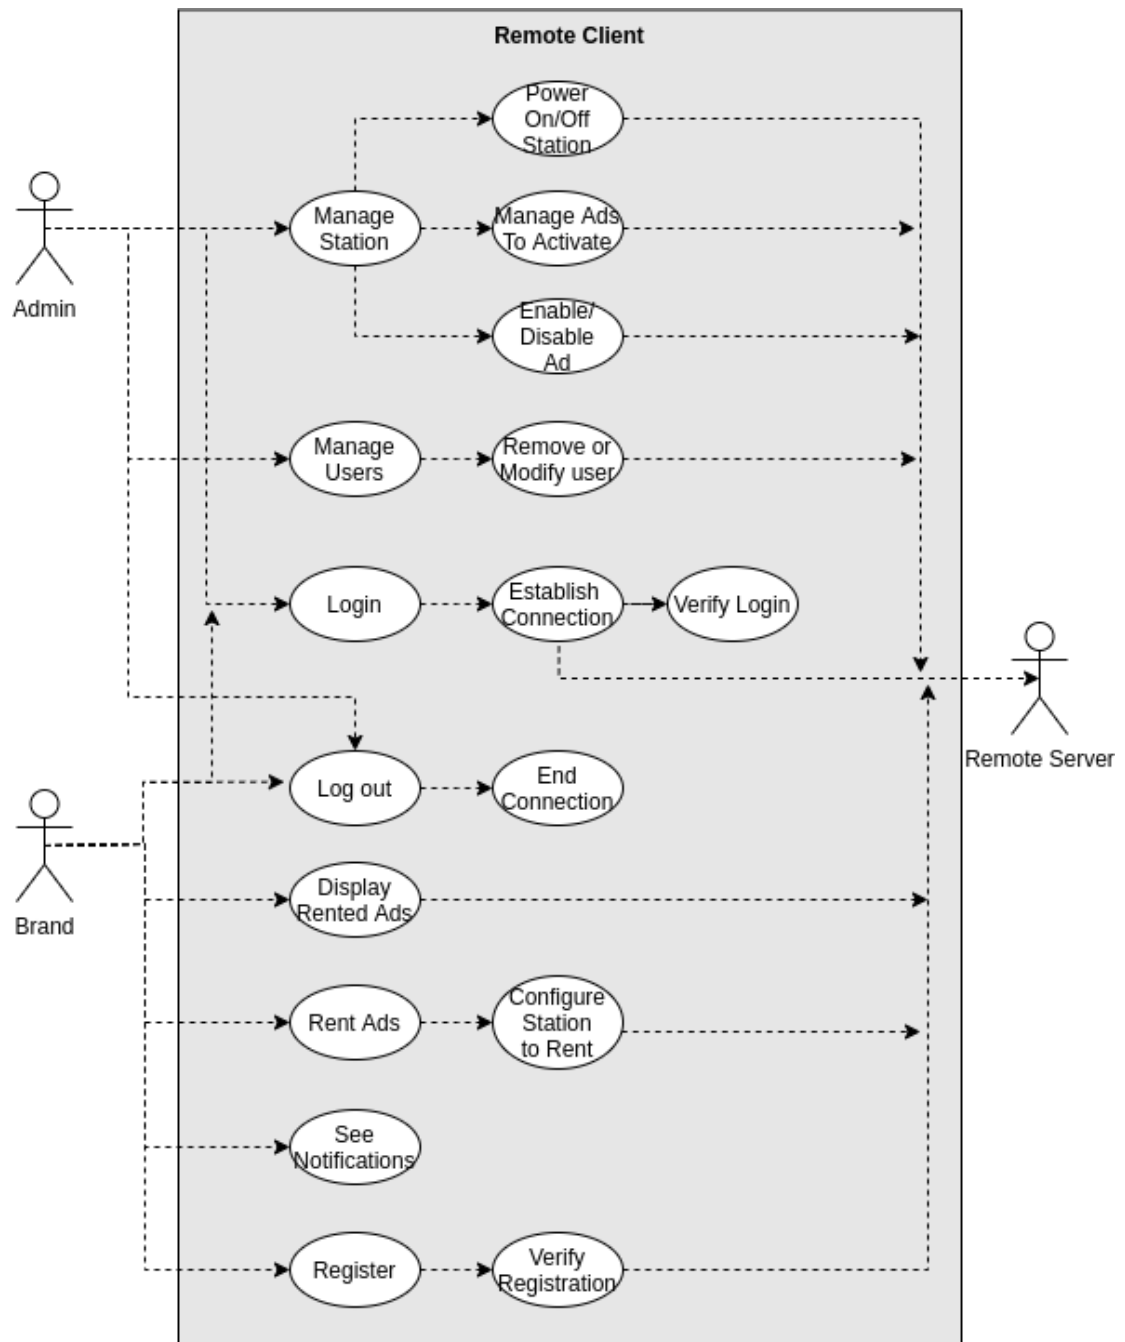 Remote Client
Power
On/Off
Station
Manage
Station
Manage Ads
To Activate
Admin
Enable/
Disable
Ad
Manage
Users
Remove or
Modify user
Login
Establish
Connection
Verify Login
Remote Server
Log out
End
Connection
Brand
Display
Rented Ads
Rent Ads
Configure
Station
to Rent
See
Notifications
Register
Verify
Registration